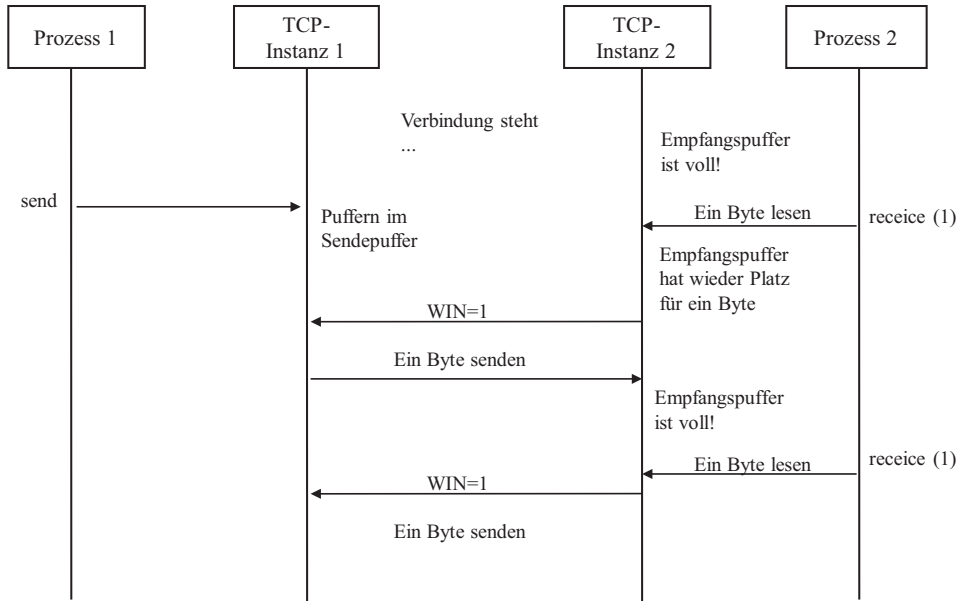 Prozess 1
TCP-
Instanz 1
TCP-
Instanz 2
Prozess 2
Verbindung steht
...
Empfangspuffer
ist voll!
send
Puffern im
Sendepuffer
Ein Byte lesen
receice (1)
Empfangspuffer
hat wieder Platz
für ein Byte
WIN=1
Ein Byte senden
Empfangspuffer
ist voll!
Ein Byte lesen
receice (1)
WIN=1
Ein Byte senden